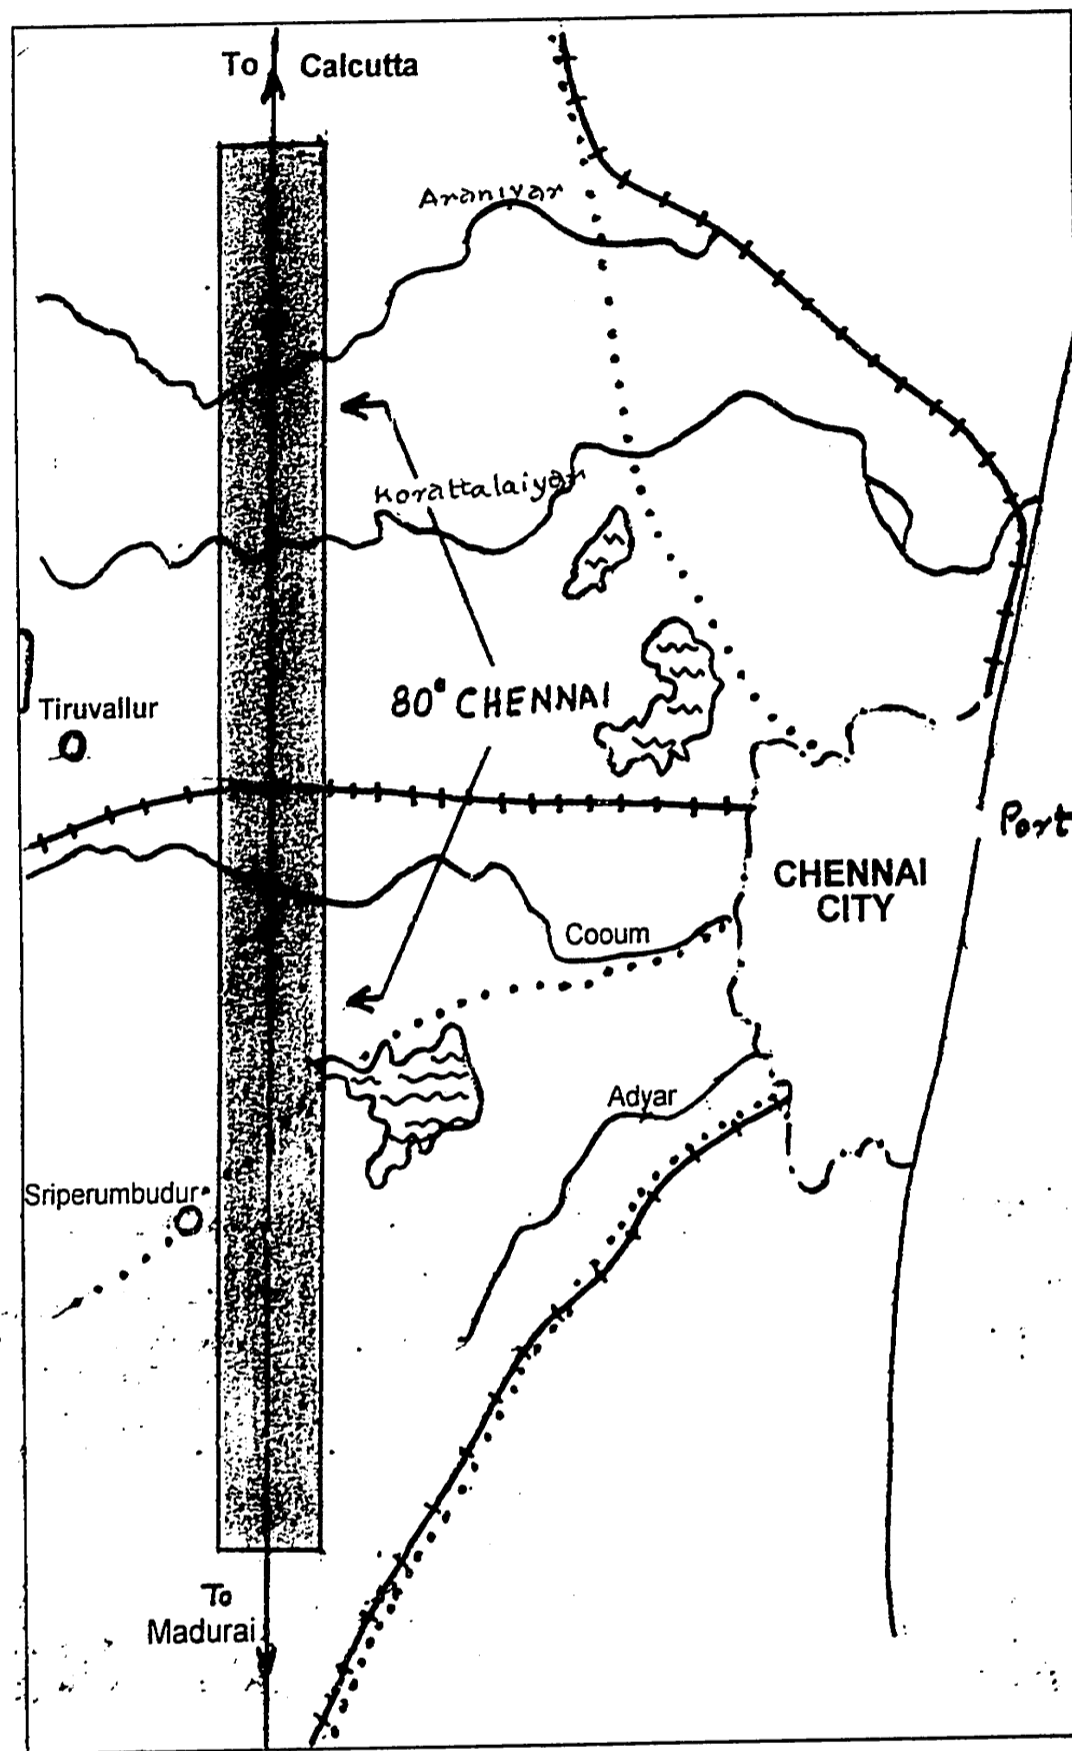 To Calcutta
Araniyar
Korattalaiyar
80° CHENNAI
Tiruvallur
Port
CHENNAI
CITY
Cooum
Adyar
Sriperumbudur
To
Madurai